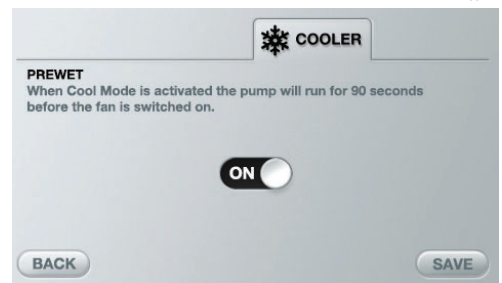 COOLER
PREWET
When Cool Mode is activated the pump will run for 90 seconds
before the fan is switched on.
ON
BACK
SAVE